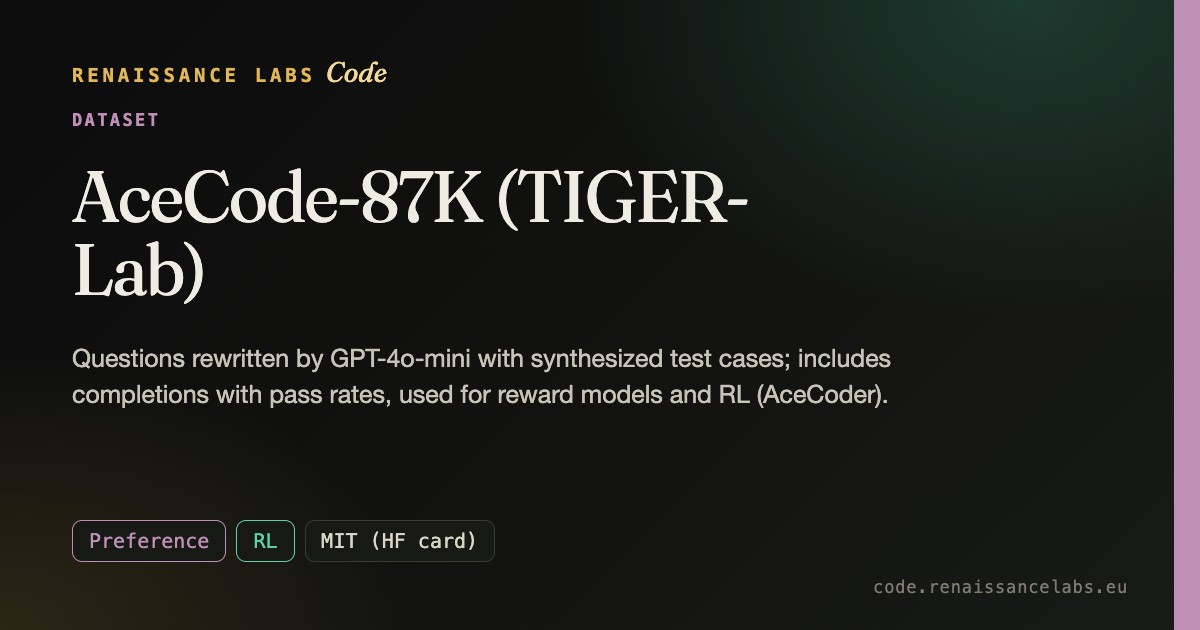 RENAISSANCE LABS Code
DATASET
AceCode-87K (TIGER-
Lab)
Questions rewritten by GPT-4o-mini with synthesized test cases; includes
completions with pass rates, used for reward models and RL (AceCoder).
Preference RL MIT (HF card)
code.renaissancelabs.eu